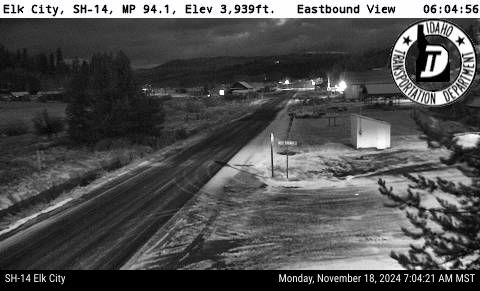 Elk City, SH-14, MP 94.1, Elev 3,939ft. Eastbound View 06:04:56
IDAHO
TRANSPORTATION DEPARTMENT
SH-14 Elk City
Monday, November 18, 2024 7:04:21 AM MST